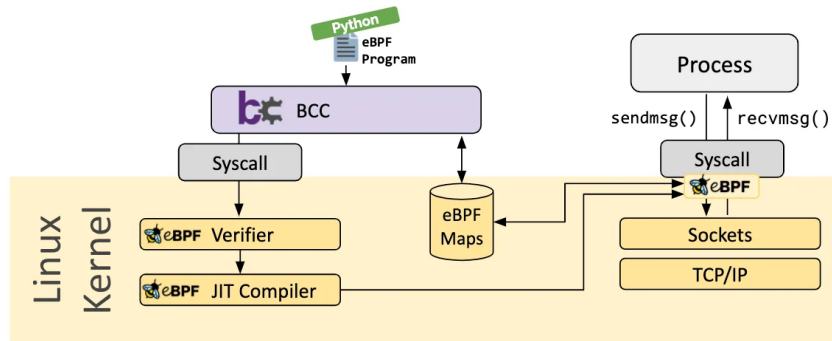 Python
eBPF
Program
bc BCC
Process
sendmsg()
recvmsg()
Syscall
Syscall
eBPF
Linux
Kernel
eBPF Verifier
eBPF
Maps
Sockets
eBPF JIT Compiler
TCP/IP